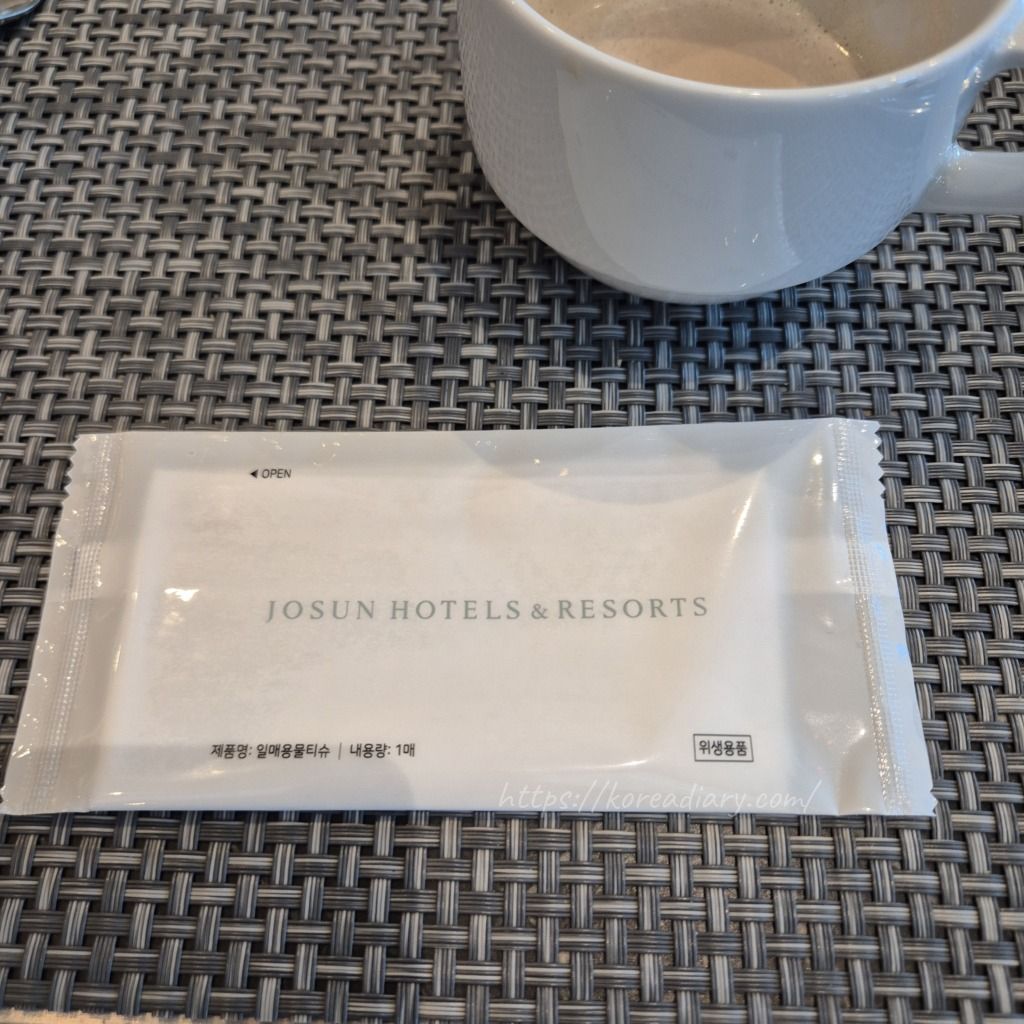 ◀ OPEN
JOSUN HOTELS & RESORTS
제품명: 일매용물티슈 | 내용량: 1매
위생용품
https://koreadiary.com/